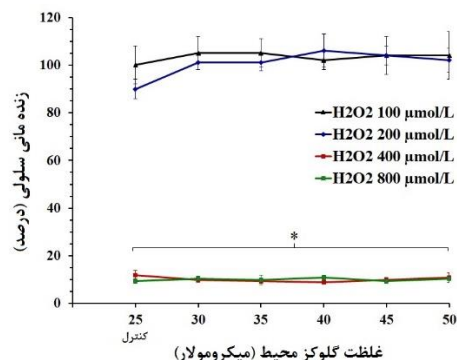 زنده مانی سلولی (درصد)
120
100
80
60
40
20
0
H2O2 100 µmol/L
H2O2 200 µmol/L
H2O2 400 µmol/L
H2O2 800 µmol/L
*
25 30 35 40 45 50
کنترل
غلظت گلوکز محیط (میکرومولار)